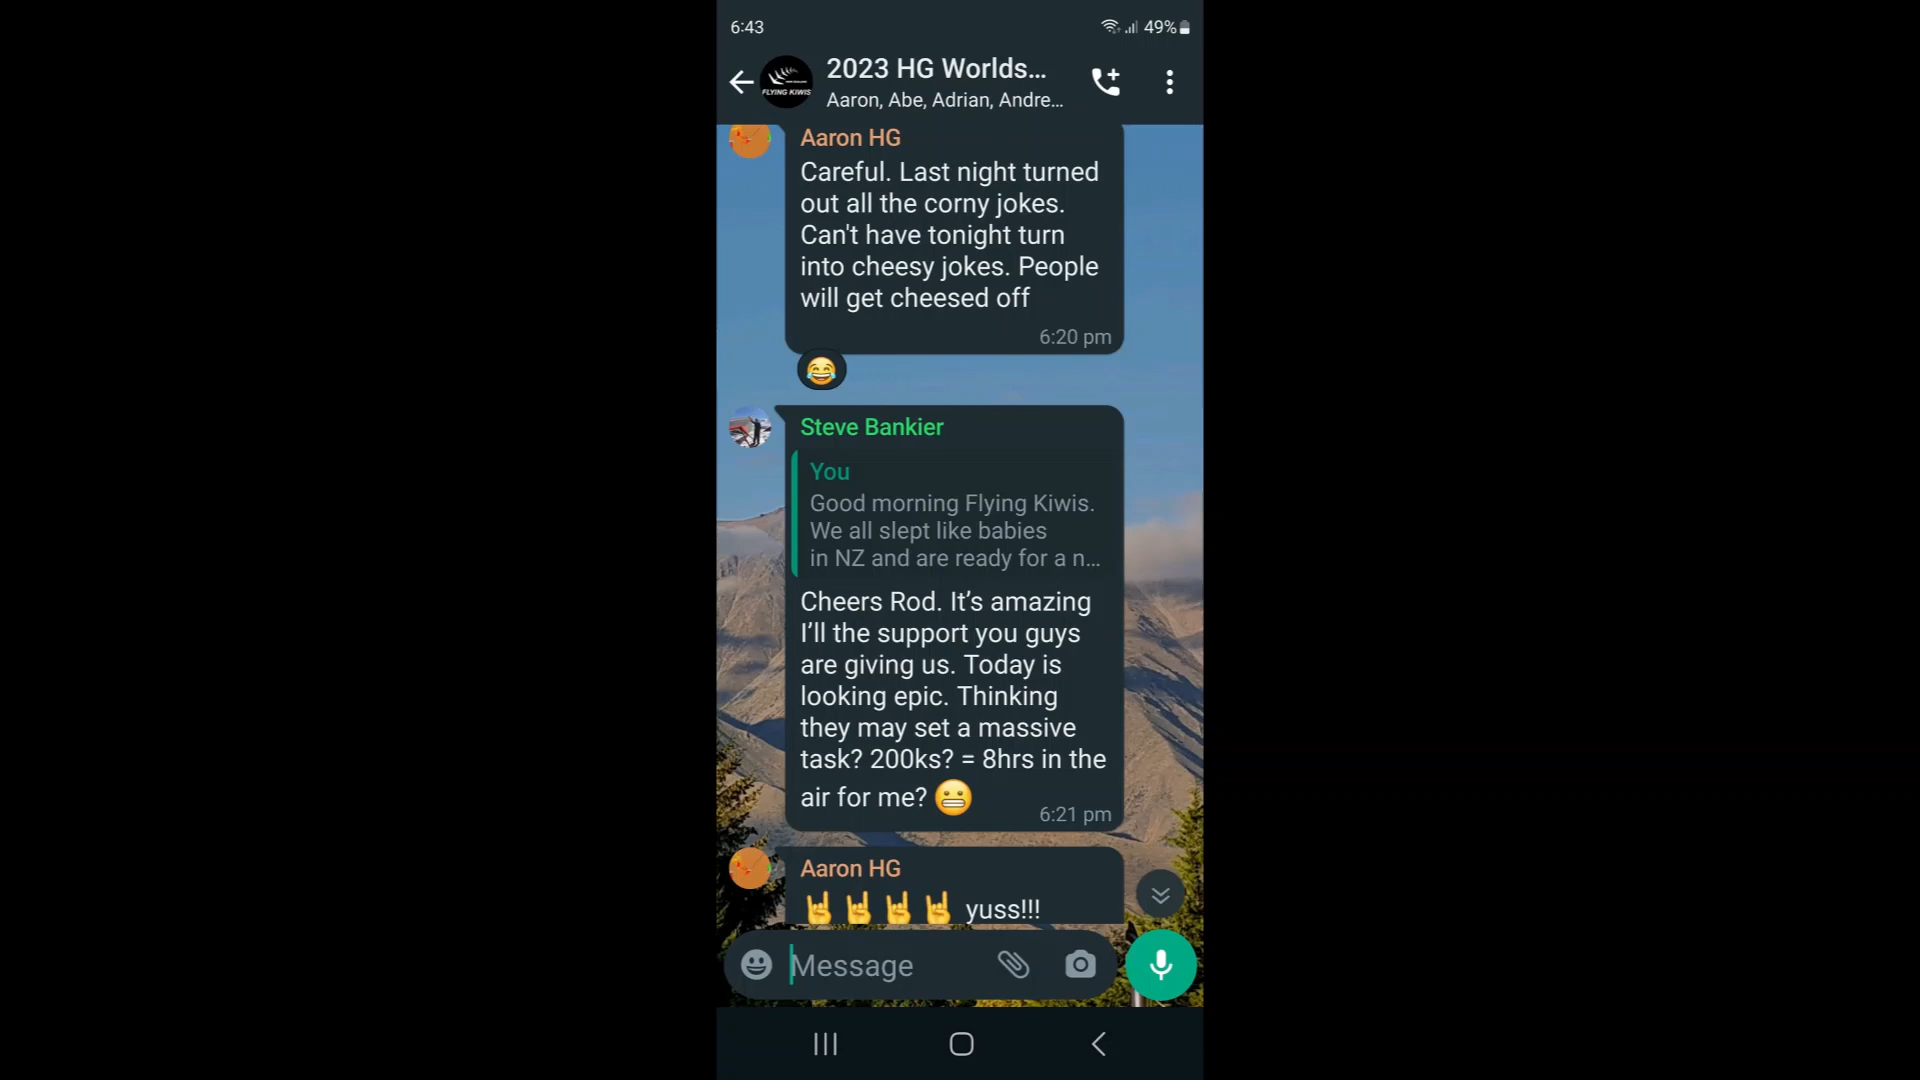 6:43
49%
2023 HG Worlds...
FLYING KIWIS
Aaron, Abe, Adrian, Andre...
Aaron HG
Careful. Last night turned
out all the corny jokes.
Can't have tonight turn
into cheesy jokes. People
will get cheesed off
6:20 pm
Steve Bankier
You
Good morning Flying Kiwis.
We all slept like babies
in NZ and are ready for a n...
Cheers Rod. It’s amazing
I’ll the support you guys
are giving us. Today is
looking epic. Thinking
they may set a massive
task? 200ks? = 8hrs in the
air for me? 😬
6:21 pm
Aaron HG
🤘🤘🤘🤘 yuss!!!
Message